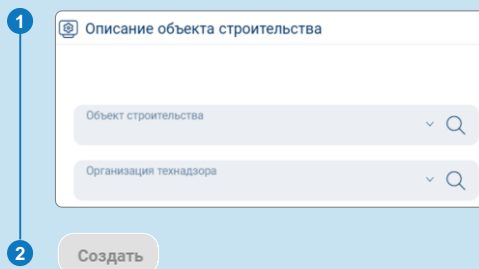 1
Описание объекта строительства
Объект строительства
Организация технадзора
2
Создать